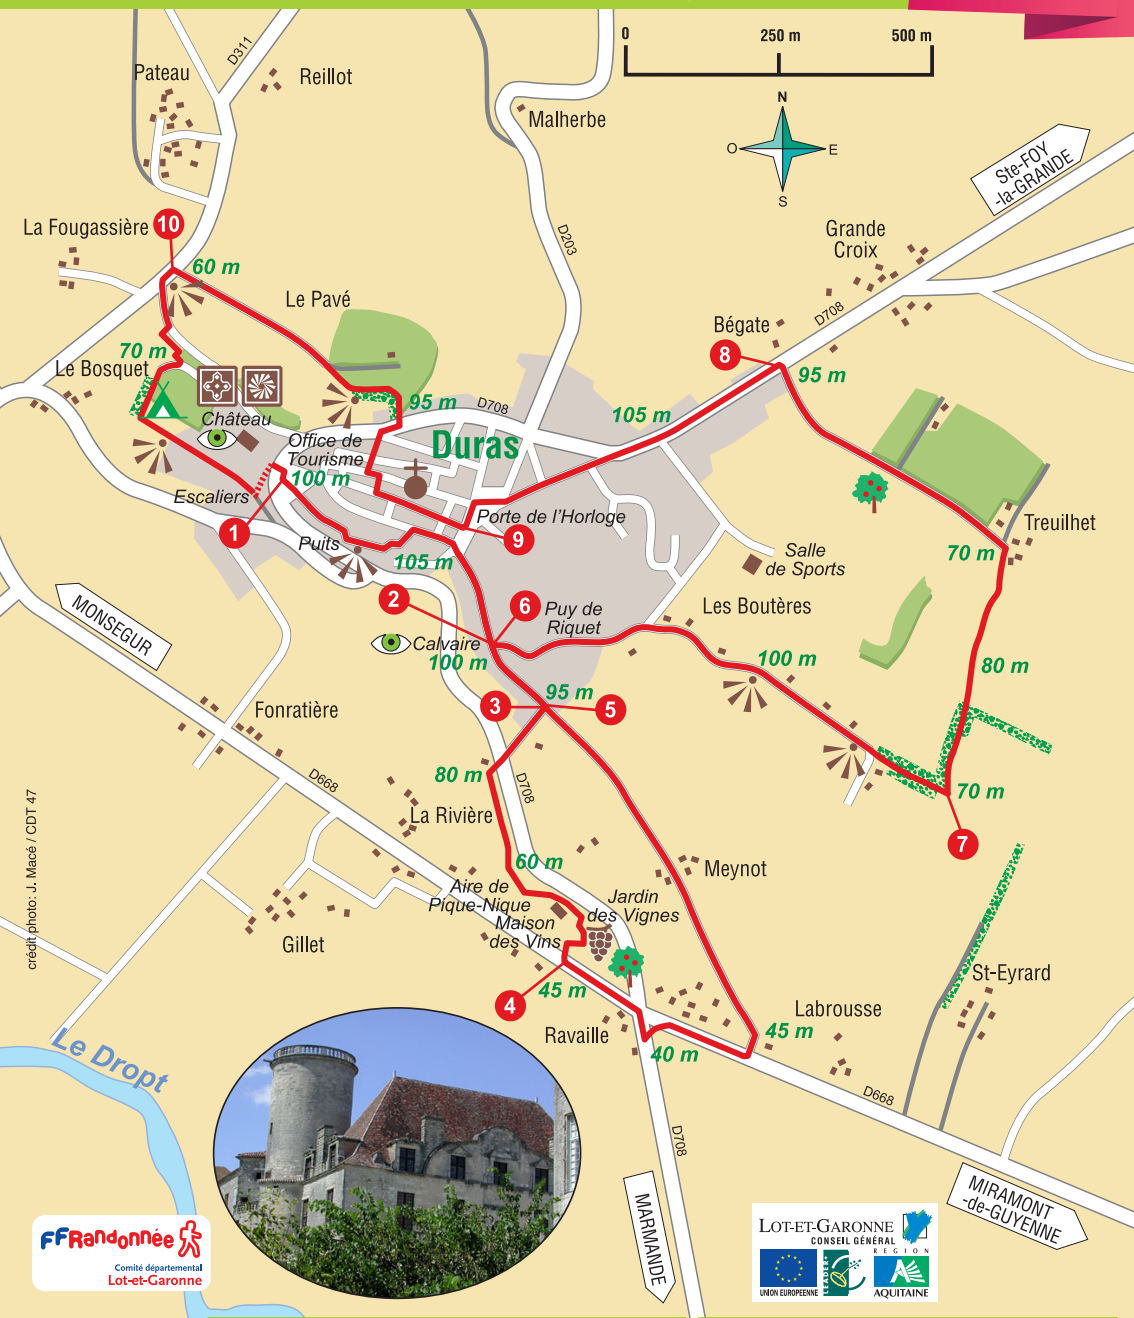 0
250 m
500 m
N
O
E
S
D311
Pateau
Reillot
Malherbe
Ste-FOY
-la-GRANDE
La Fougassière
10
60 m
D203
Grande
Croix
Le Pavé
D708
Bégate
8
95 m
70 m
Le Bosquet
Château
95 m
D708
105 m
Duras
Office de
Tourisme
100 m
Escaliers
Porte de l'Horloge
1
9
Puits
105 m
Treuilhet
70 m
Salle
de Sports
2
6
Puy de
Riquet
Les Boutères
MONSEGUR
Calvaire
100 m
100 m
80 m
95 m
3
5
Fonratière
80 m
D708
D668
70 m
La Rivière
7
60 m
Meynot
Aire de
Pique-Nique
Jardin
des Vignes
Maison
des Vins
Gillet
crédit photo: J. Macé / CDT 47
St-Eyrard
45 m
4
Labrousse
Ravaille
45 m
40 m
Le Dropt
D668
D708
MARMANDE
MIRAMONT
-de-GUYENNE
FFRandonnée
Comité départemental
Lot-et-Garonne
LOT-ET-GARONNE
CONSEIL GÉNÉRAL
REGION
LEADER
UNION EUROPEENNE
AQUITAINE